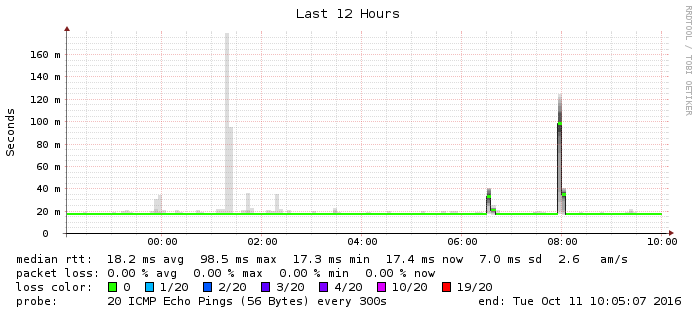 Last 12 Hours
RRDTOOL / TOBI OETIKER
Seconds
160 m
140 m
120 m
100 m
80 m
60 m
40 m
20 m
0
00:00 02:00 04:00 06:00 08:00 10:00
median rtt: 18.2 ms avg 98.5 ms max 17.3 ms min 17.4 ms now 7.0 ms sd 2.6 am/s
packet loss: 0.00 % avg 0.00 % max 0.00 % min 0.00 % now
loss color: 0 1/20 2/20 3/20 4/20 10/20 19/20
probe: 20 ICMP Echo Pings (56 Bytes) every 300s end: Tue Oct 11 10:05:07 2016